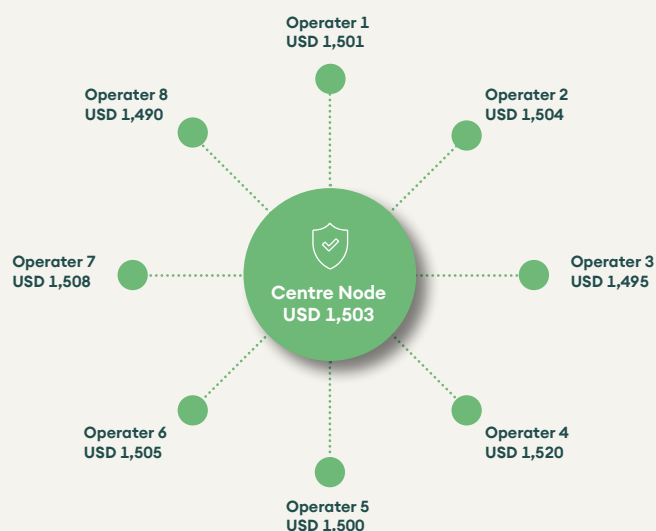 Operater 1
USD 1,501
Operater 8
USD 1,490
Operater 2
USD 1,504
Operater 7
USD 1,508
Centre Node
USD 1,503
Operater 3
USD 1,495
Operater 6
USD 1,505
Operater 4
USD 1,520
Operater 5
USD 1,500